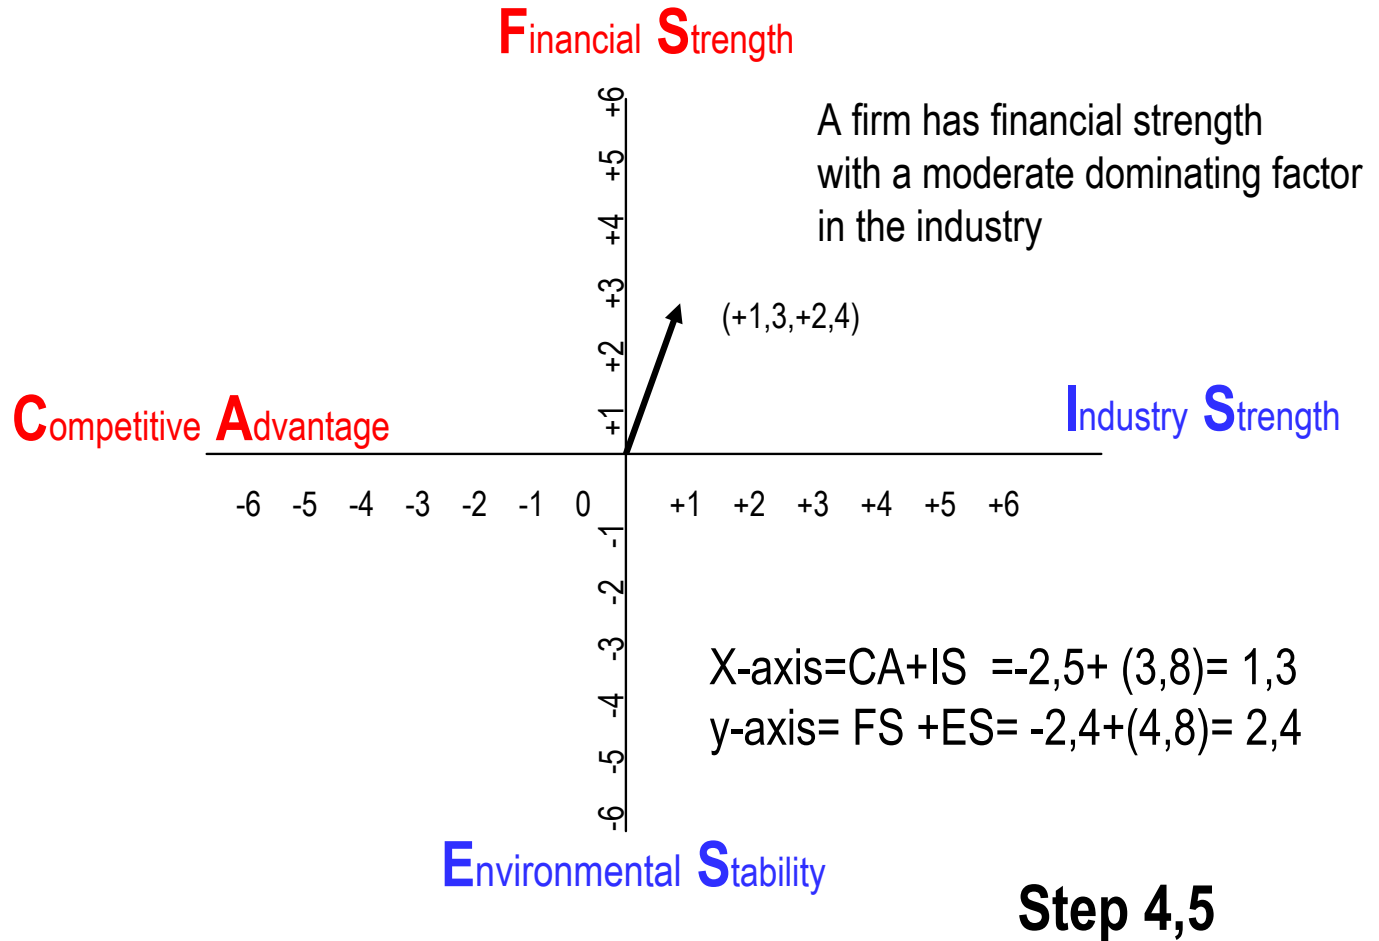 Financial Strength
A firm has financial strength
with a moderate dominating factor
in the industry
+6
+5
+4
+3
+2
+1
(+1,3,+2,4)
Competitive Advantage
Industry Strength
-6 -5 -4 -3 -2 -1 0 +1 +2 +3 +4 +5 +6
-1
-2
-3
-4
-5
-6
X-axis=CA+IS =-2,5+ (3,8)= 1,3
y-axis= FS +ES= -2,4+(4,8)= 2,4
Environmental Stability
Step 4,5